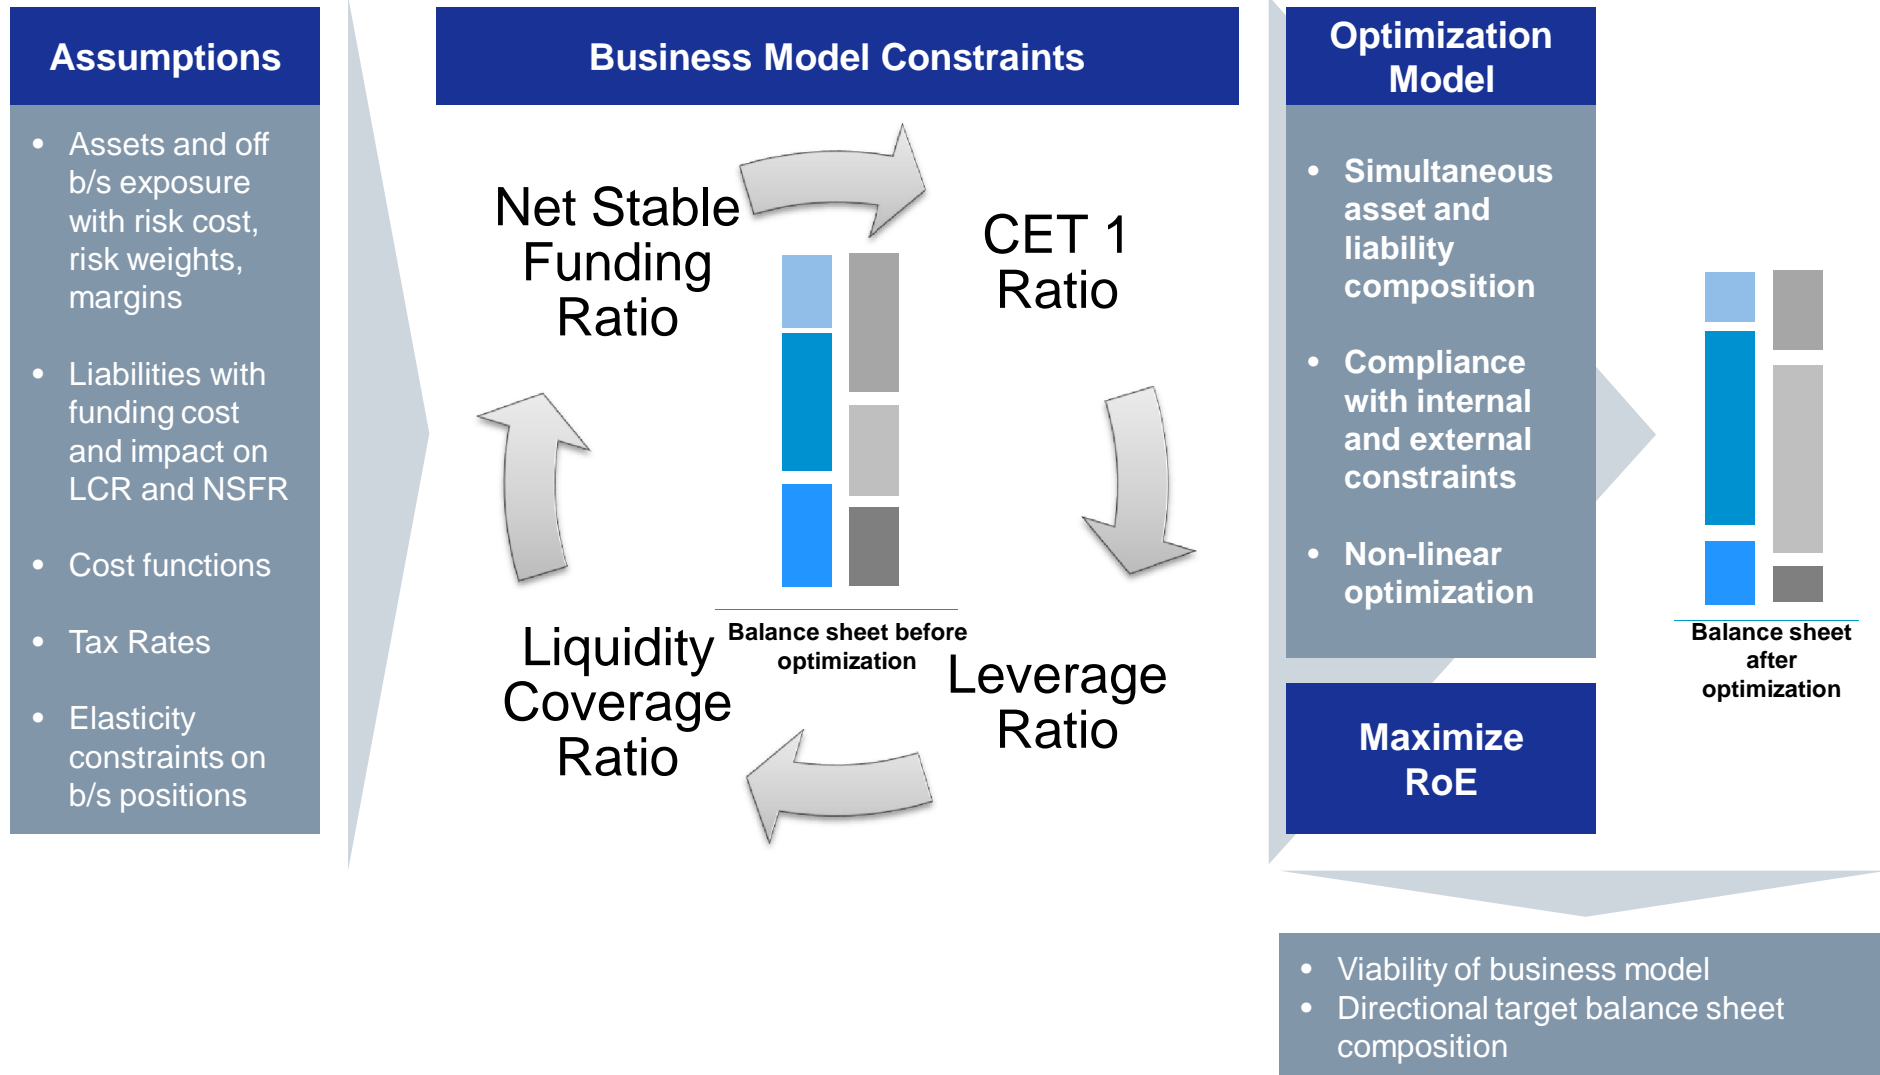 Assumptions
• Assets and off
b/s exposure
with risk cost,
risk weights,
margins
• Liabilities with
funding cost
and impact on
LCR and NSFR
• Cost functions
• Tax Rates
• Elasticity
constraints on
b/s positions
Business Model Constraints
Net Stable
Funding
Ratio
CET 1
Ratio
Leverage
Ratio
Liquidity
Coverage
Ratio
Balance sheet before
optimization
Optimization
Model
• Simultaneous
asset and
liability
composition
• Compliance
with internal
and external
constraints
• Non-linear
optimization
Maximize
RoE
Balance sheet
after
optimization
• Viability of business model
• Directional target balance sheet
composition